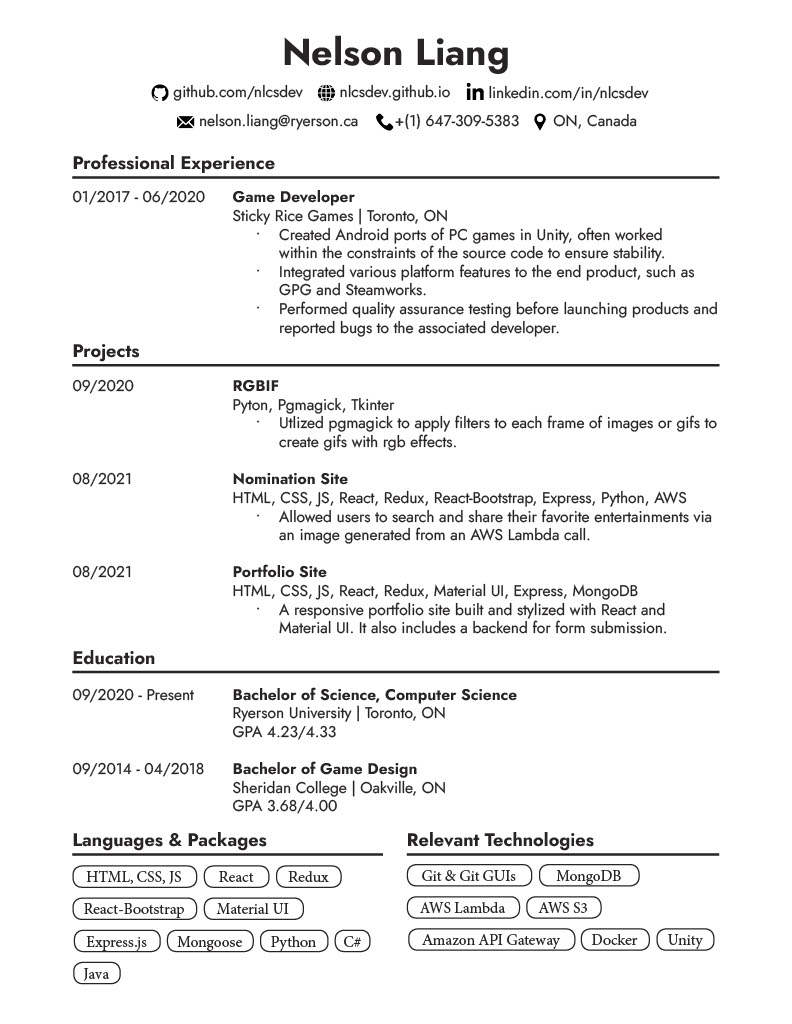 Nelson Liang
github.com/nlcsdev nlcsdev.github.io linkedin.com/in/nlcsdev
nelson.liang@ryerson.ca +(1) 647-309-5383 ON, Canada
Professional Experience
01/2017 - 06/2020 Game Developer
Sticky Rice Games | Toronto, ON
· Created Android ports of PC games in Unity, often worked
within the constraints of the source code to ensure stability.
· Integrated various platform features to the end product, such as
GPG and Steamworks.
· Performed quality assurance testing before launching products and
reported bugs to the associated developer.
Projects
09/2020 RGBIF
Pyton, Pgmagick, Tkinter
· Utlized pgmagick to apply filters to each frame of images or gifs to
create gifs with rgb effects.
08/2021 Nomination Site
HTML, CSS, JS, React, Redux, React-Bootstrap, Express, Python, AWS
· Allowed users to search and share their favorite entertainments via
an image generated from an AWS Lambda call.
08/2021 Portfolio Site
HTML, CSS, JS, React, Redux, Material UI, Express, MongoDB
· A responsive portfolio site built and stylized with React and
Material UI. It also includes a backend for form submission.
Education
09/2020 - Present Bachelor of Science, Computer Science
Ryerson University | Toronto, ON
GPA 4.23/4.33
09/2014 - 04/2018 Bachelor of Game Design
Sheridan College | Oakville, ON
GPA 3.68/4.00
Languages & Packages
HTML, CSS, JS React Redux
React-Bootstrap Material UI
Express.js Mongoose Python C#
Java
Relevant Technologies
Git & Git GUIs MongoDB
AWS Lambda AWS S3
Amazon API Gateway Docker Unity